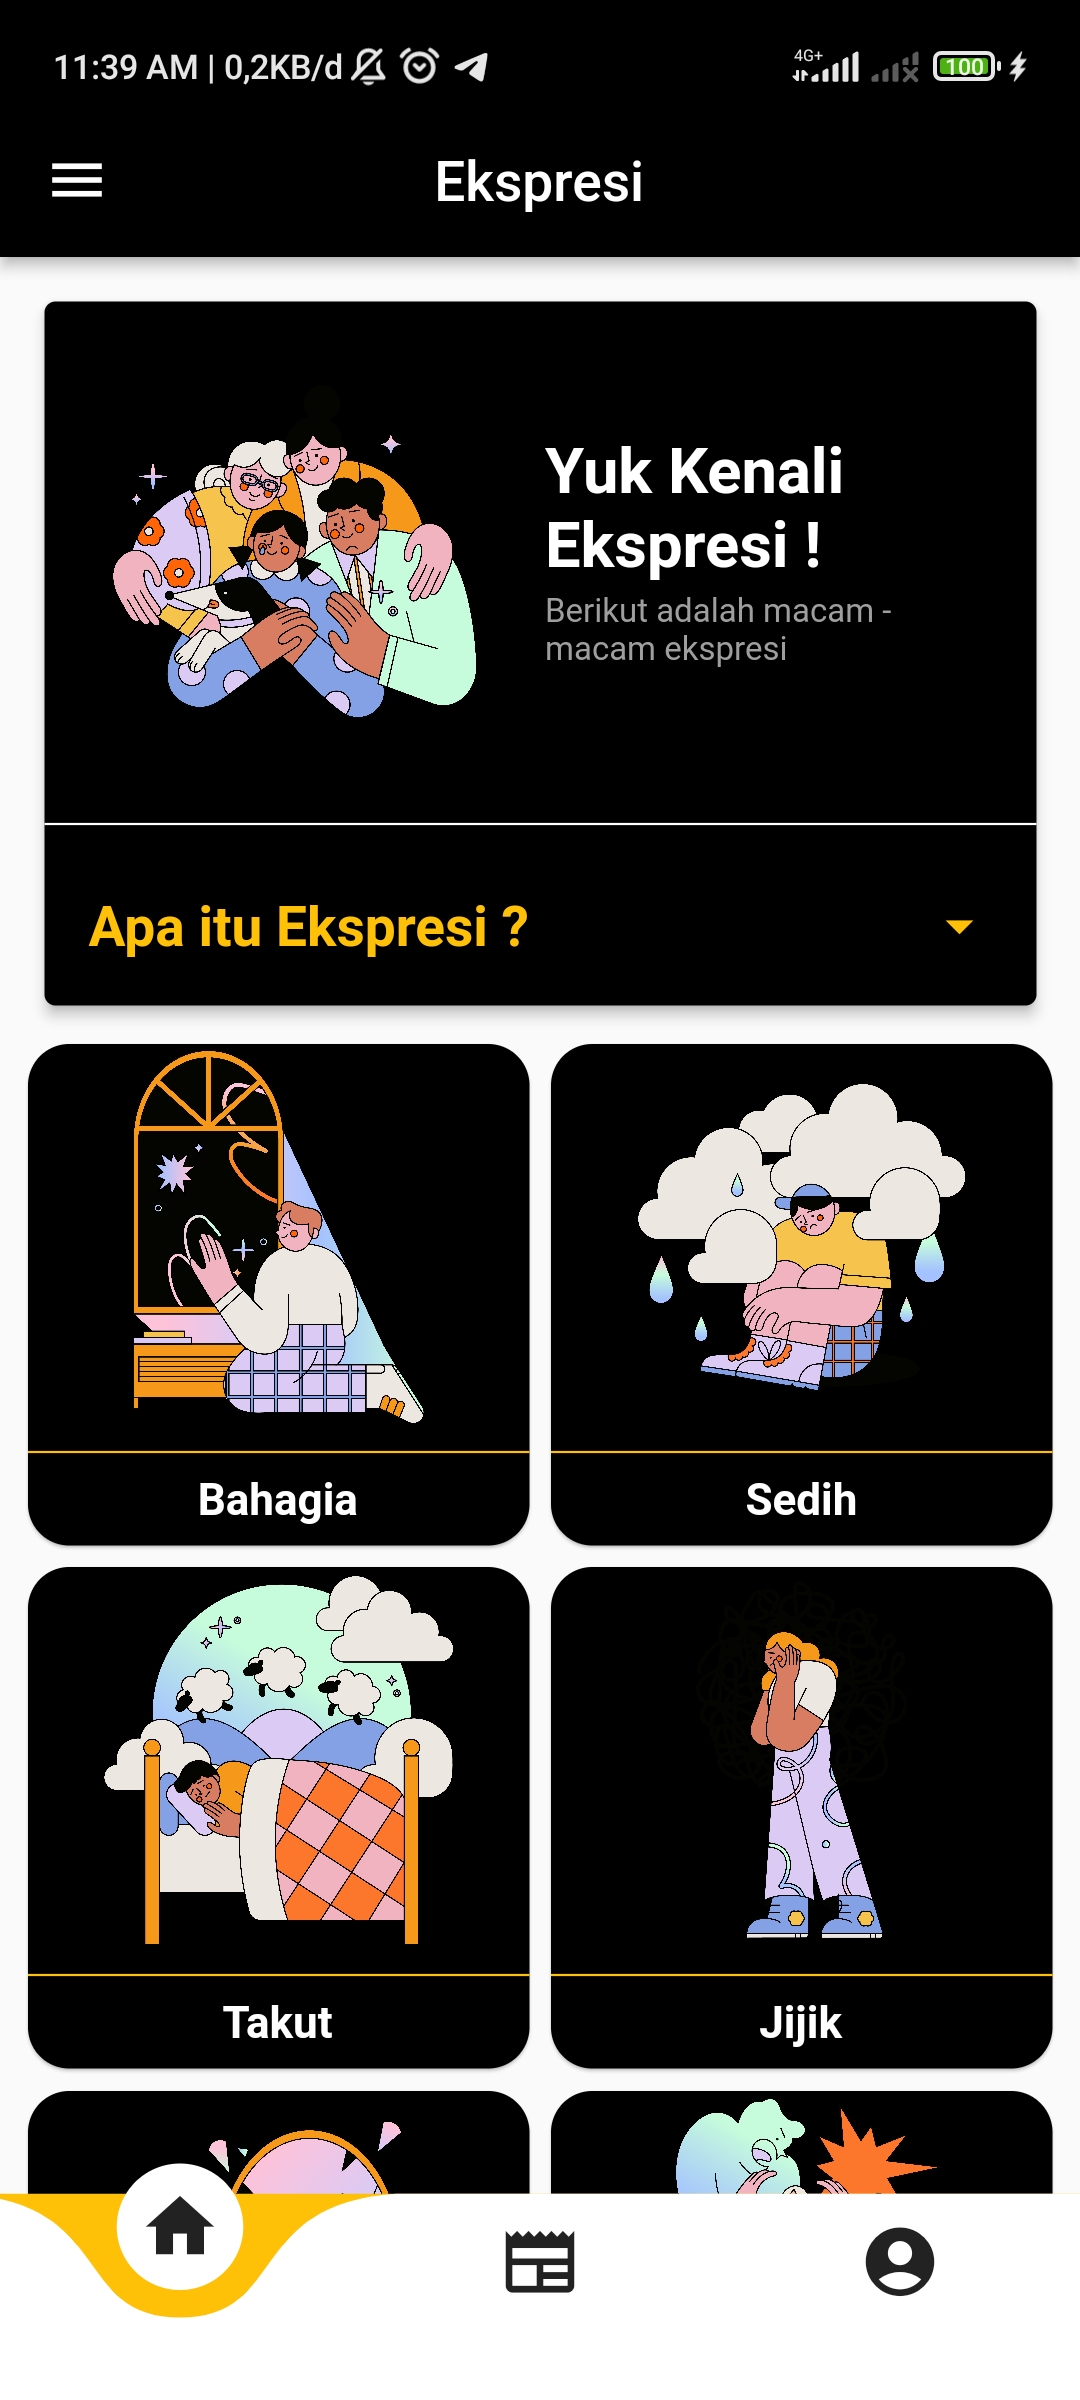 11:39 AM | 0,2KB/d
4G+
100
Ekspresi
Yuk Kenali
Ekspresi !
Berikut adalah macam -
macam ekspresi
Apa itu Ekspresi ?
Bahagia
Sedih
Takut
Jijik